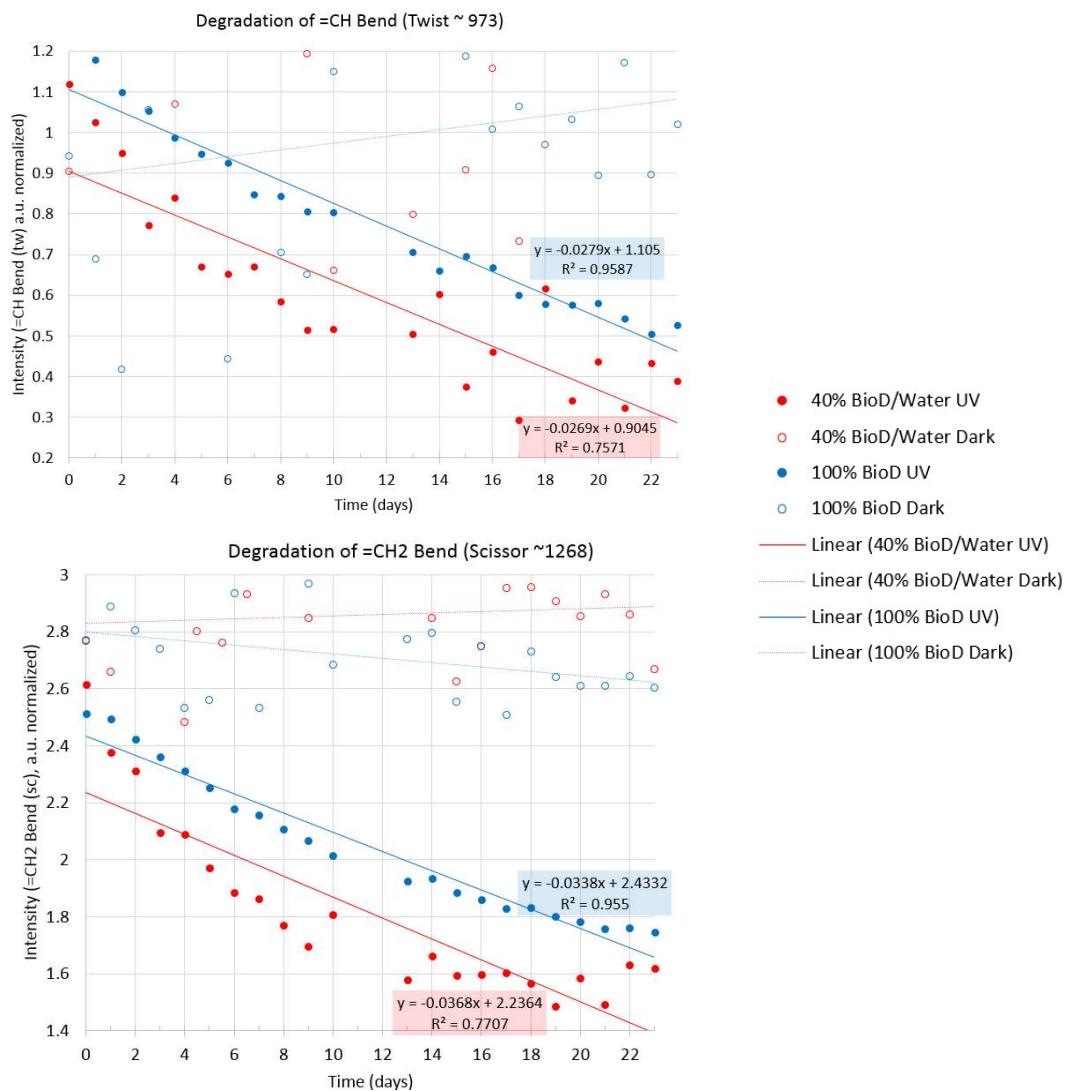 Degradation of =CH Bend (Twist ~ 973)
Intensity (=CH Bend (tw) a.u. normalized)
1.2
1.1
1
0.9
0.8
0.7
0.6
0.5
0.4
0.3
0.2
y = -0.0279x + 1.105
R² = 0.9587
y = -0.0269x + 0.9045
R² = 0.7571
0 2 4 6 8 10 12 14 16 18 20 22
Time (days)
Degradation of =CH2 Bend (Scissor ~1268)
Intensity (=CH2 Bend (sc), a.u. normalized)
3
2.8
2.6
2.4
2.2
2
1.8
1.6
1.4
y = -0.0338x + 2.4332
R² = 0.955
y = -0.0368x + 2.2364
R² = 0.7707
0 2 4 6 8 10 12 14 16 18 20 22
Time (days)
40% BioD/Water UV
40% BioD/Water Dark
100% BioD UV
100% BioD Dark
Linear (40% BioD/Water UV)
Linear (40% BioD/Water Dark)
Linear (100% BioD UV)
Linear (100% BioD Dark)